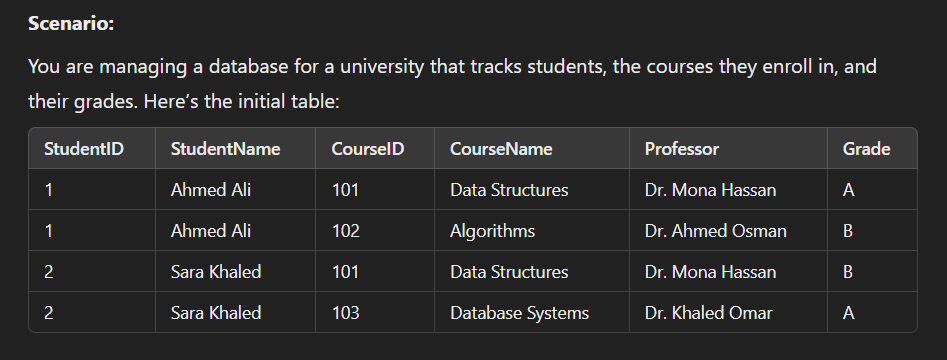 Scenario:
You are managing a database for a university that tracks students, the courses they enroll in, and
their grades. Here’s the initial table:
StudentID StudentName CourseID CourseName Professor Grade
1 Ahmed Ali 101 Data Structures Dr. Mona Hassan A
1 Ahmed Ali 102 Algorithms Dr. Ahmed Osman B
2 Sara Khaled 101 Data Structures Dr. Mona Hassan B
2 Sara Khaled 103 Database Systems Dr. Khaled Omar A